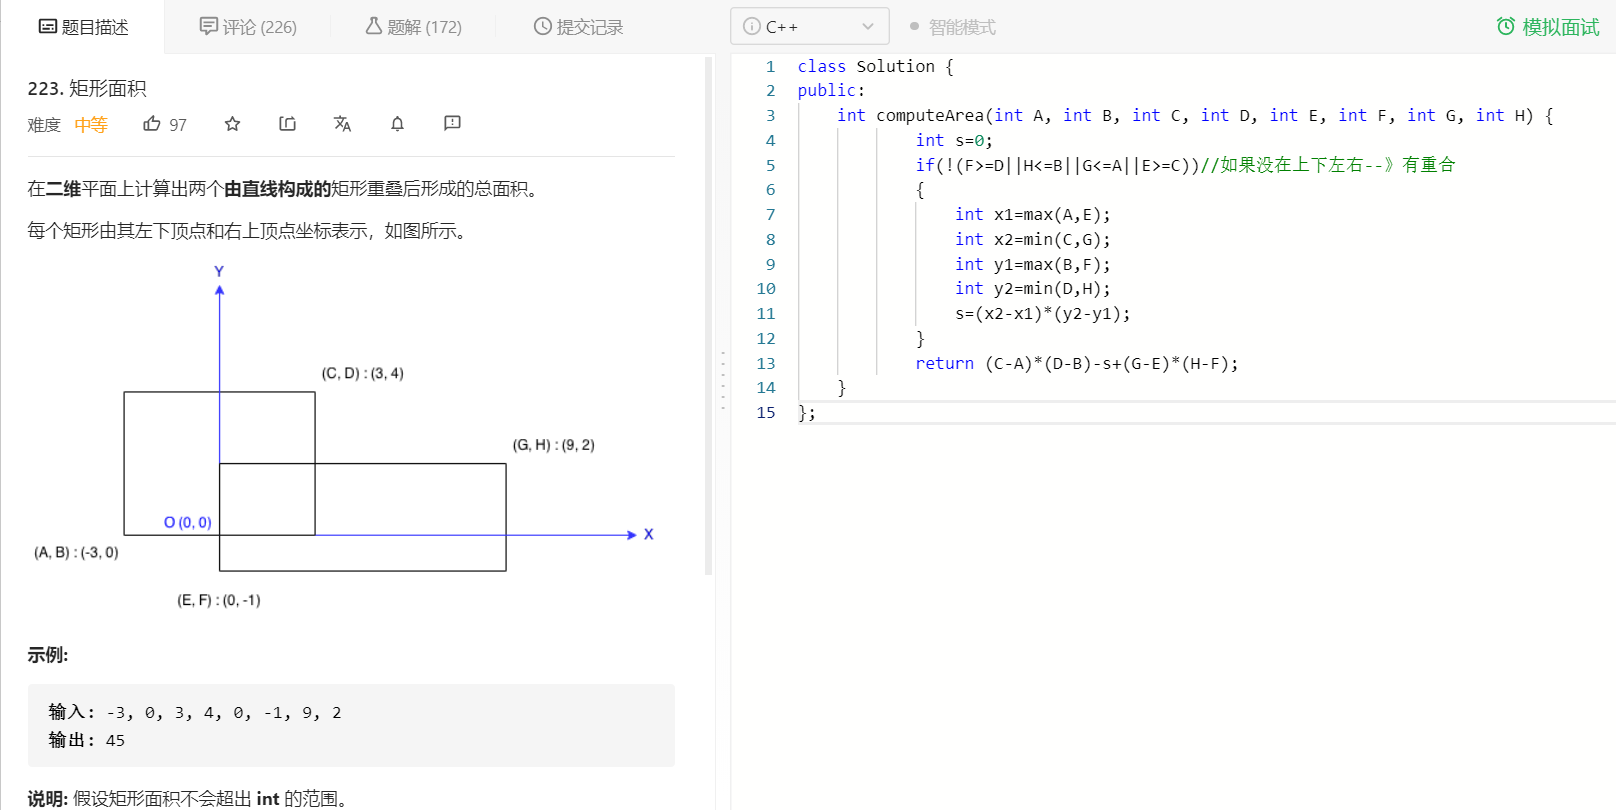 题目描述
评论 (226)
题解 (172)
提交记录
C++
智能模式
模拟面试
223. 矩形面积
难度 中等 97
在二维平面上计算出两个由直线构成的矩形重叠后形成的总面积。
每个矩形由其左下顶点和右上顶点坐标表示，如图所示。
Y
(C, D) : (3, 4)
(G, H) : (9, 2)
O (0, 0)
X
(A, B) : (-3, 0)
(E, F) : (0, -1)
示例:
输入: -3, 0, 3, 4, 0, -1, 9, 2
输出: 45
说明: 假设矩形面积不会超出 int 的范围。
1 class Solution {
2 public:
3 int computeArea(int A, int B, int C, int D, int E, int F, int G, int H) {
4 int s=0;
5 if(!(F>=D||H<=B||G<=A||E>=C))//如果没在上下左右--》有重合
6 {
7 int x1=max(A,E);
8 int x2=min(C,G);
9 int y1=max(B,F);
10 int y2=min(D,H);
11 s=(x2-x1)*(y2-y1);
12 }
13 return (C-A)*(D-B)-s+(G-E)*(H-F);
14 }
15 };